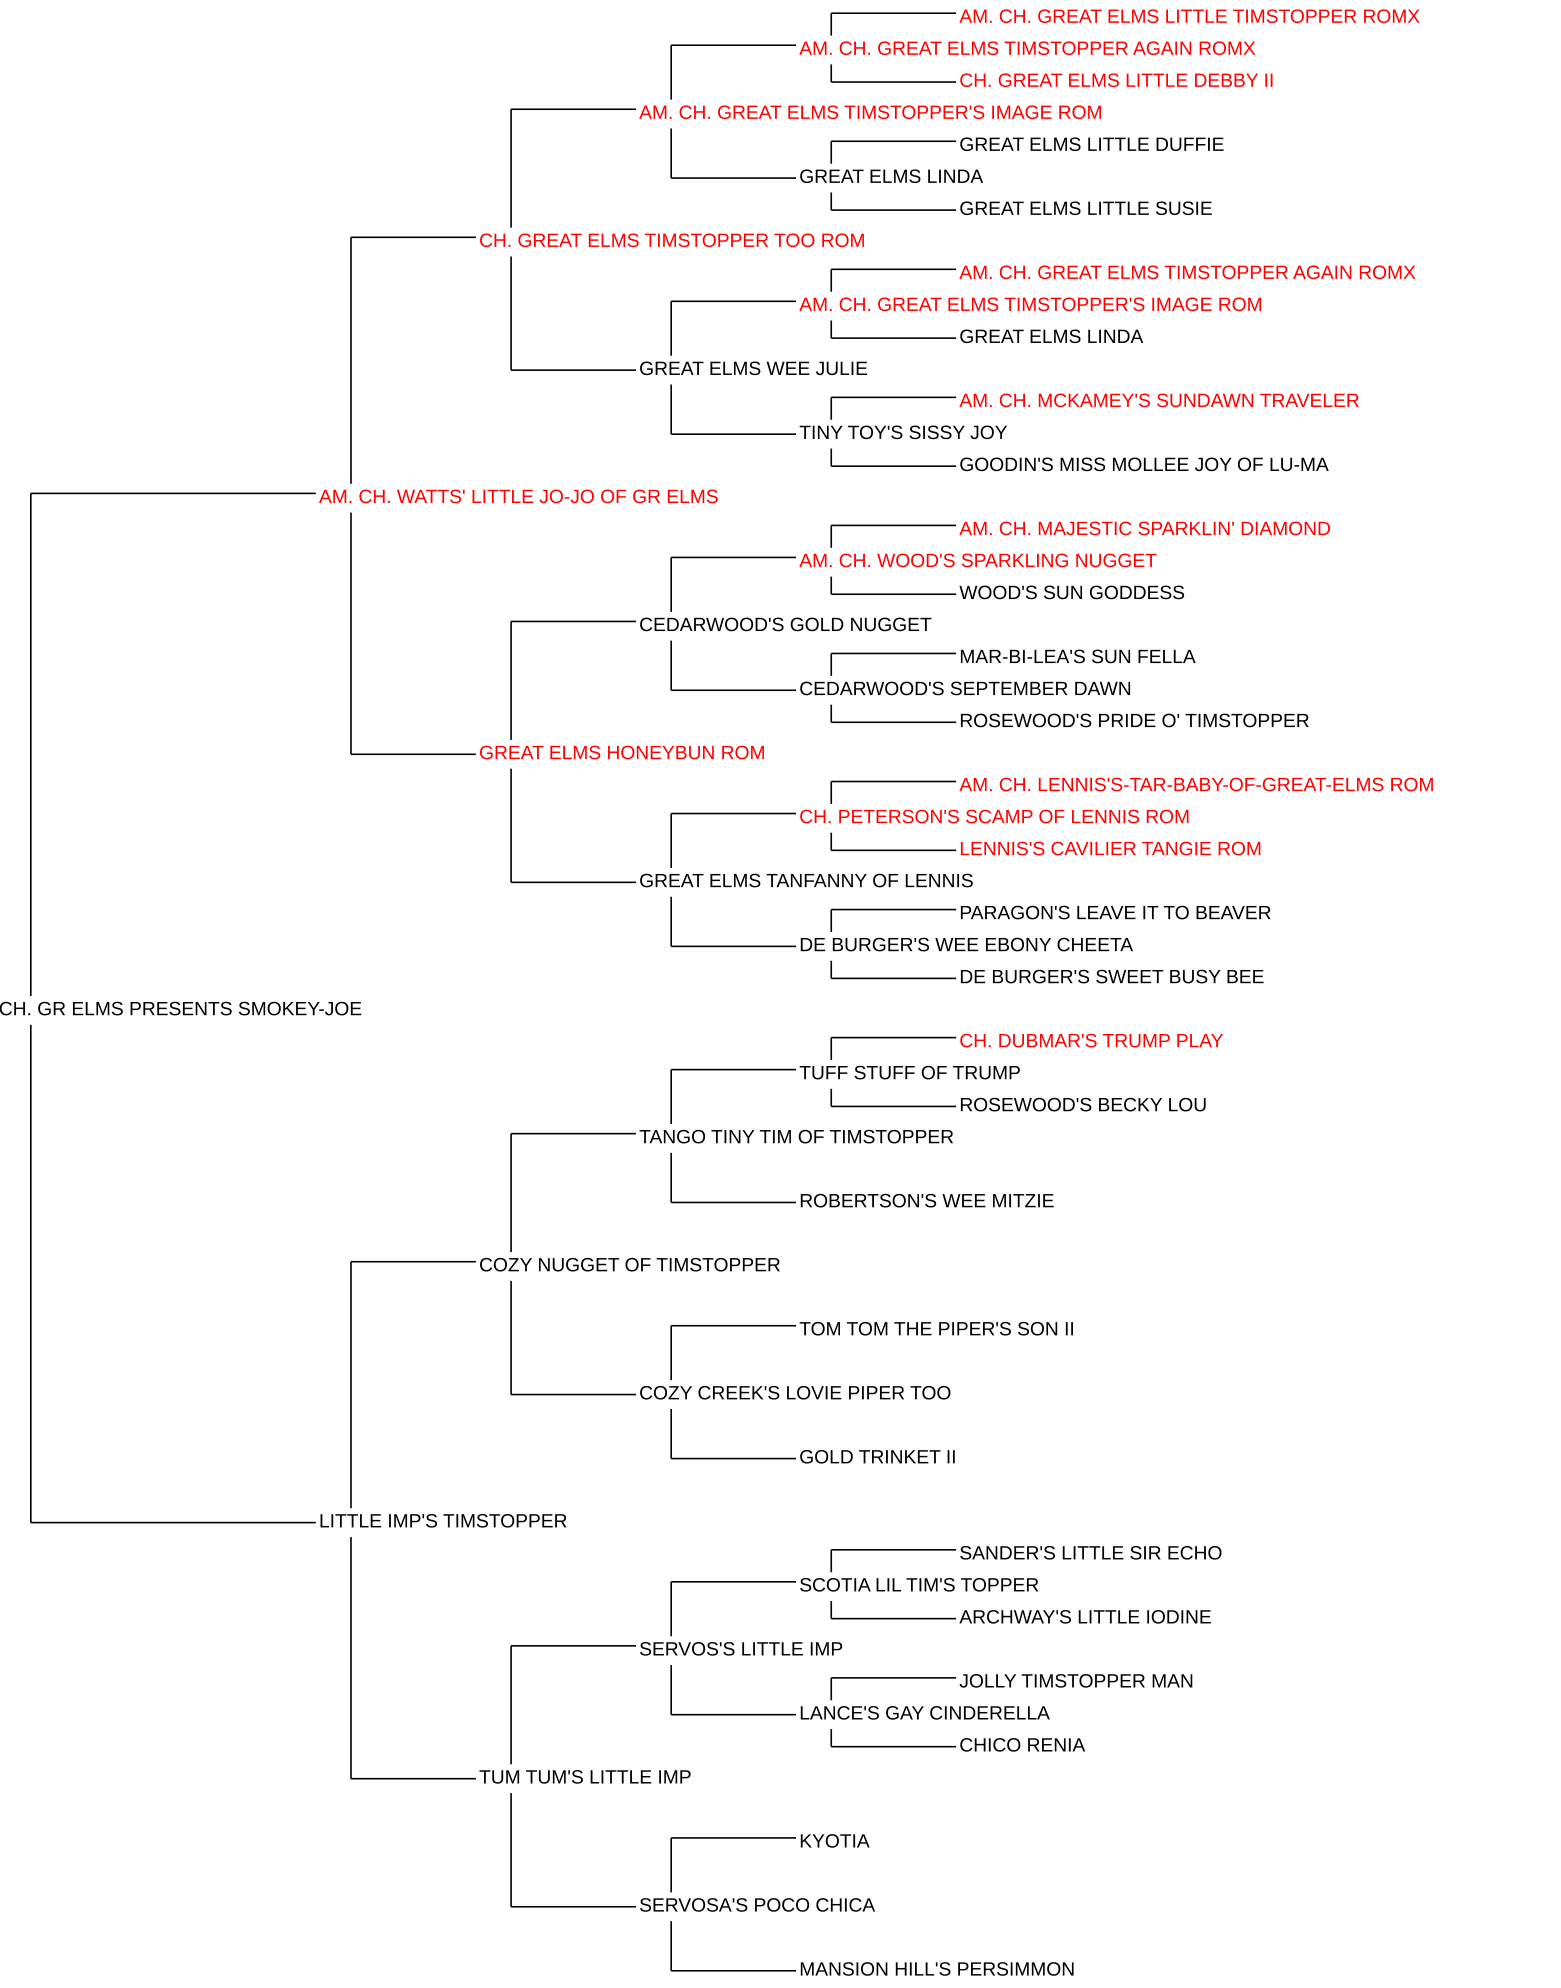 AM. CH. GREAT ELMS LITTLE TIMSTOPPER ROMX
AM. CH. GREAT ELMS TIMSTOPPER AGAIN ROMX
CH. GREAT ELMS LITTLE DEBBY II
AM. CH. GREAT ELMS TIMSTOPPER'S IMAGE ROM
GREAT ELMS LITTLE DUFFIE
GREAT ELMS LINDA
GREAT ELMS LITTLE SUSIE
CH. GREAT ELMS TIMSTOPPER TOO ROM
AM. CH. GREAT ELMS TIMSTOPPER AGAIN ROMX
AM. CH. GREAT ELMS TIMSTOPPER'S IMAGE ROM
GREAT ELMS LINDA
GREAT ELMS WEE JULIE
AM. CH. MCKAMEY'S SUNDAWN TRAVELER
TINY TOY'S SISSY JOY
GOODIN'S MISS MOLLEE JOY OF LU-MA
AM. CH. WATTS' LITTLE JO-JO OF GR ELMS
AM. CH. MAJESTIC SPARKLIN' DIAMOND
AM. CH. WOOD'S SPARKLING NUGGET
WOOD'S SUN GODDESS
CEDARWOOD'S GOLD NUGGET
MAR-BI-LEA'S SUN FELLA
CEDARWOOD'S SEPTEMBER DAWN
ROSEWOOD'S PRIDE O' TIMSTOPPER
GREAT ELMS HONEYBUN ROM
AM. CH. LENNIS'S-TAR-BABY-OF-GREAT-ELMS ROM
CH. PETERSON'S SCAMP OF LENNIS ROM
LENNIS'S CAVILIER TANGIE ROM
GREAT ELMS TANFANNY OF LENNIS
PARAGON'S LEAVE IT TO BEAVER
DE BURGER'S WEE EBONY CHEETA
DE BURGER'S SWEET BUSY BEE
CH. GR ELMS PRESENTS SMOKEY-JOE
CH. DUBMAR'S TRUMP PLAY
TUFF STUFF OF TRUMP
ROSEWOOD'S BECKY LOU
TANGO TINY TIM OF TIMSTOPPER
ROBERTSON'S WEE MITZIE
COZY NUGGET OF TIMSTOPPER
TOM TOM THE PIPER'S SON II
COZY CREEK'S LOVIE PIPER TOO
GOLD TRINKET II
LITTLE IMP'S TIMSTOPPER
SANDER'S LITTLE SIR ECHO
SCOTIA LIL TIM'S TOPPER
ARCHWAY'S LITTLE IODINE
SERVOS'S LITTLE IMP
JOLLY TIMSTOPPER MAN
LANCE'S GAY CINDERELLA
CHICO RENIA
TUM TUM'S LITTLE IMP
KYOTIA
SERVOSA'S POCO CHICA
MANSION HILL'S PERSIMMON